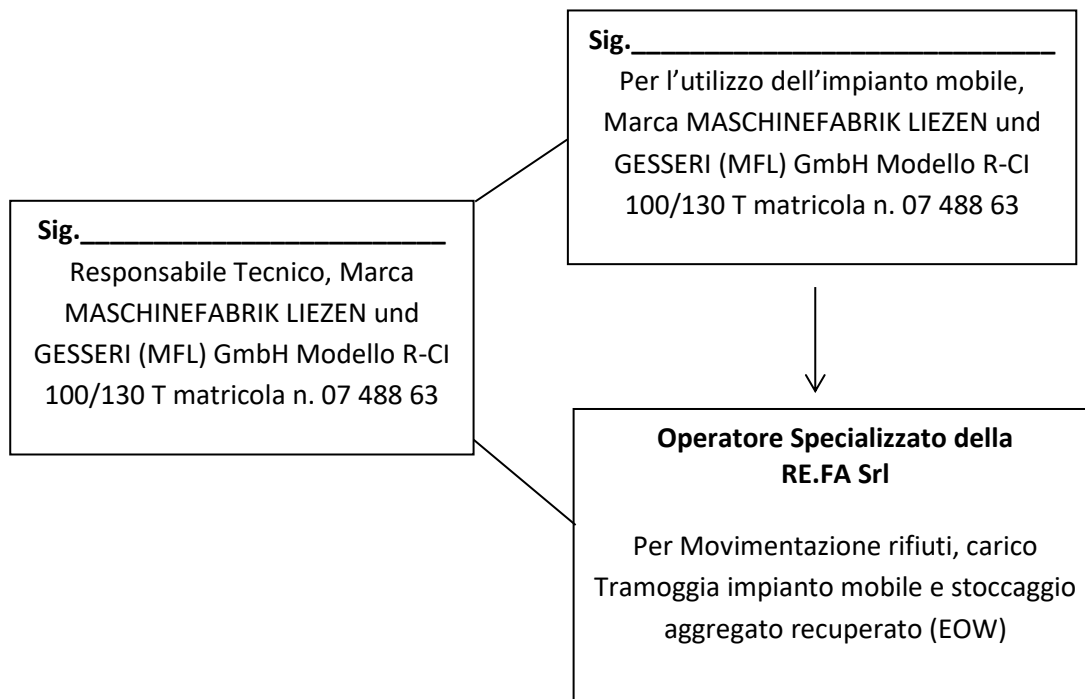 Sig.____________________________
Per l’utilizzo dell’impianto mobile,
Marca MASCHINEFABRIK LIEZEN und
GESSERI (MFL) GmbH Modello R-CI
100/130 T matricola n. 07 488 63
Sig.________________________
Responsabile Tecnico, Marca
MASCHINEFABRIK LIEZEN und
GESSERI (MFL) GmbH Modello R-CI
100/130 T matricola n. 07 488 63
Operatore Specializzato della
RE.FA Srl
Per Movimentazione rifiuti, carico
Tramoggia impianto mobile e stoccaggio
aggregato recuperato (EOW)